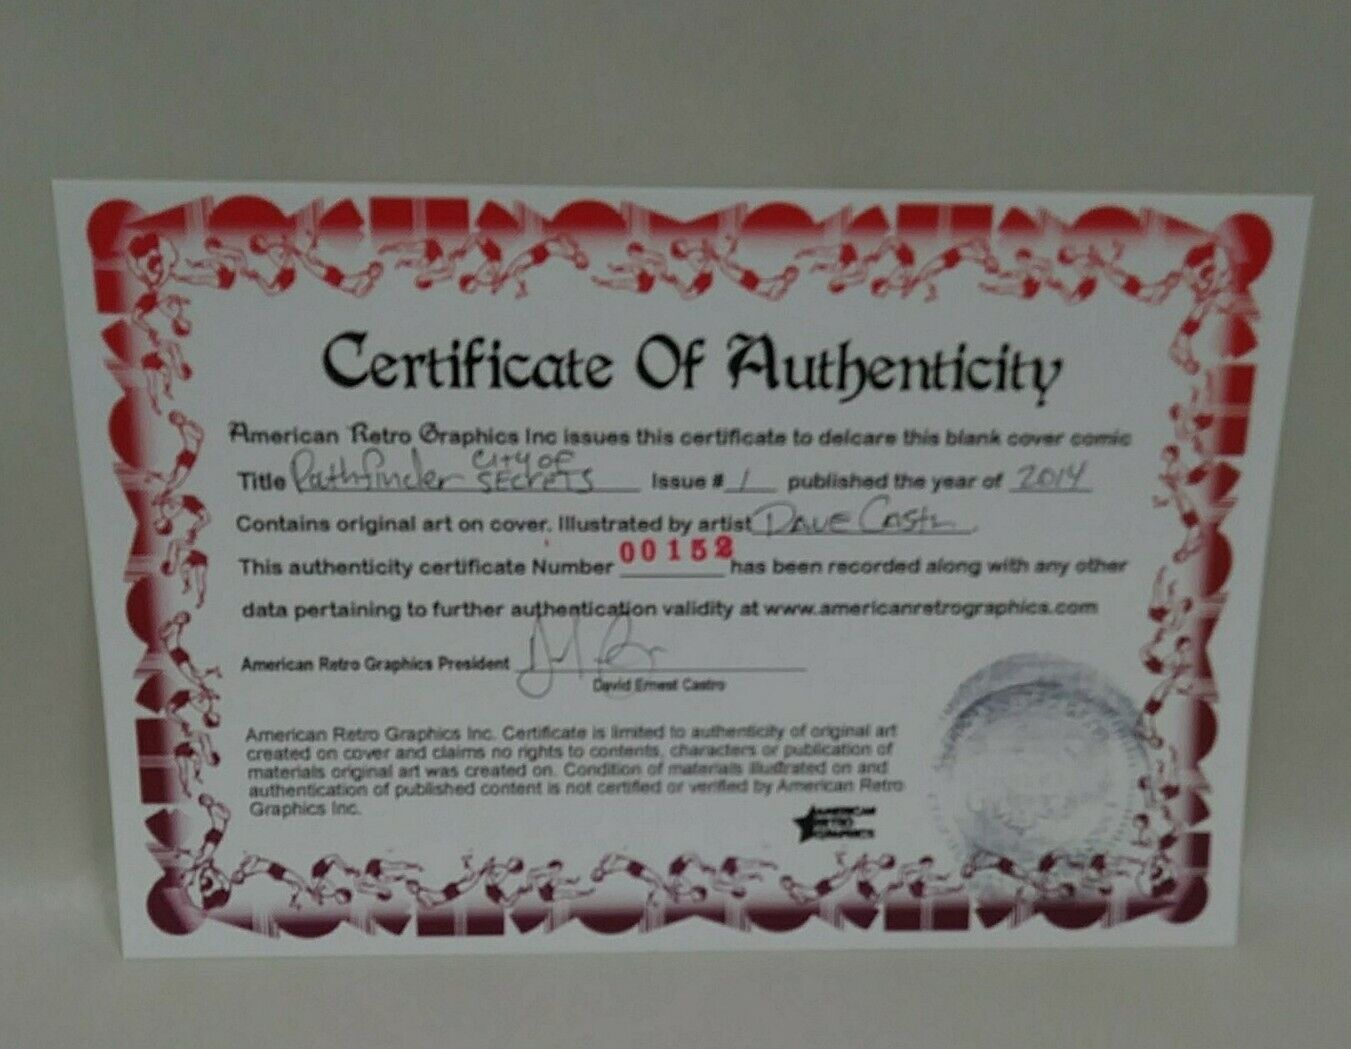 Certificate Of Authenticity
American Retro Graphics Inc issues this certificate to delcare this blank cover comic
Title Pathfinder CITY OF SECRETS Issue # 1 published the year of 2014
Contains original art on cover. Illustrated by artist Dave Castro
This authenticity certificate Number 00152 has been recorded along with any other
data pertaining to further authentication validity at www.americanretrographics.com
American Retro Graphics President
David Ernest Castro
American Retro Graphics Inc. Certificate is limited to authenticity of original art
created on cover and claims no rights to contents, characters or publication of
materials original art was created on. Condition of materials illustrated on and
authentication of published content is not certified or verified by American Retro
Graphics Inc.
AMERICAN
RETRO
GRAPHICS